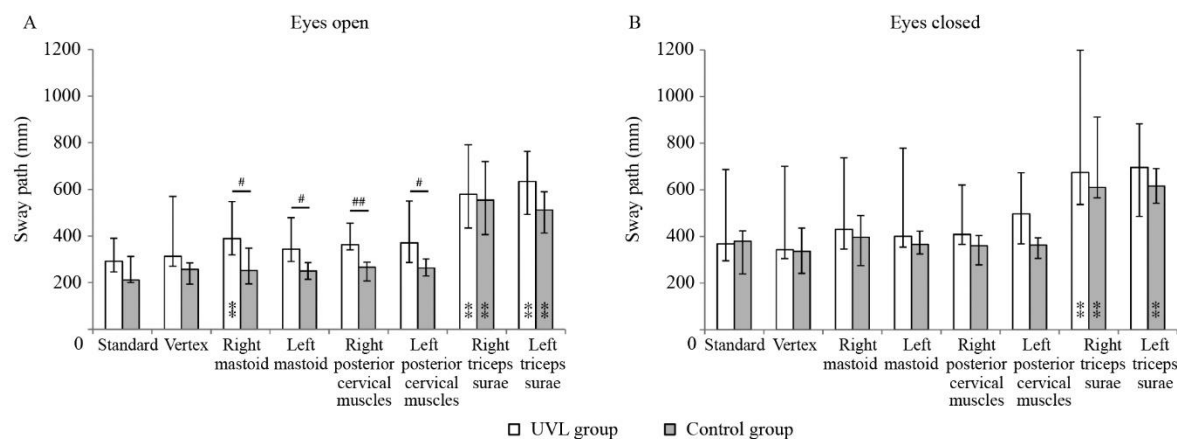 A Eyes open
1200
1000
800
600
400
200
0
Sway path (mm)
#
#
##
#
**
**
**
**
**
Standard
Vertex
Right
mastoid
Left
mastoid
Right
posterior
cervical
muscles
Left
posterior
cervical
muscles
Right
triceps
surae
Left
triceps
surae
B Eyes closed
1200
1000
800
600
400
200
0
Sway path (mm)
**
**
**
Standard
Vertex
Right
mastoid
Left
mastoid
Right
posterior
cervical
muscles
Left
posterior
cervical
muscles
Right
triceps
surae
Left
triceps
surae
UVL group
Control group